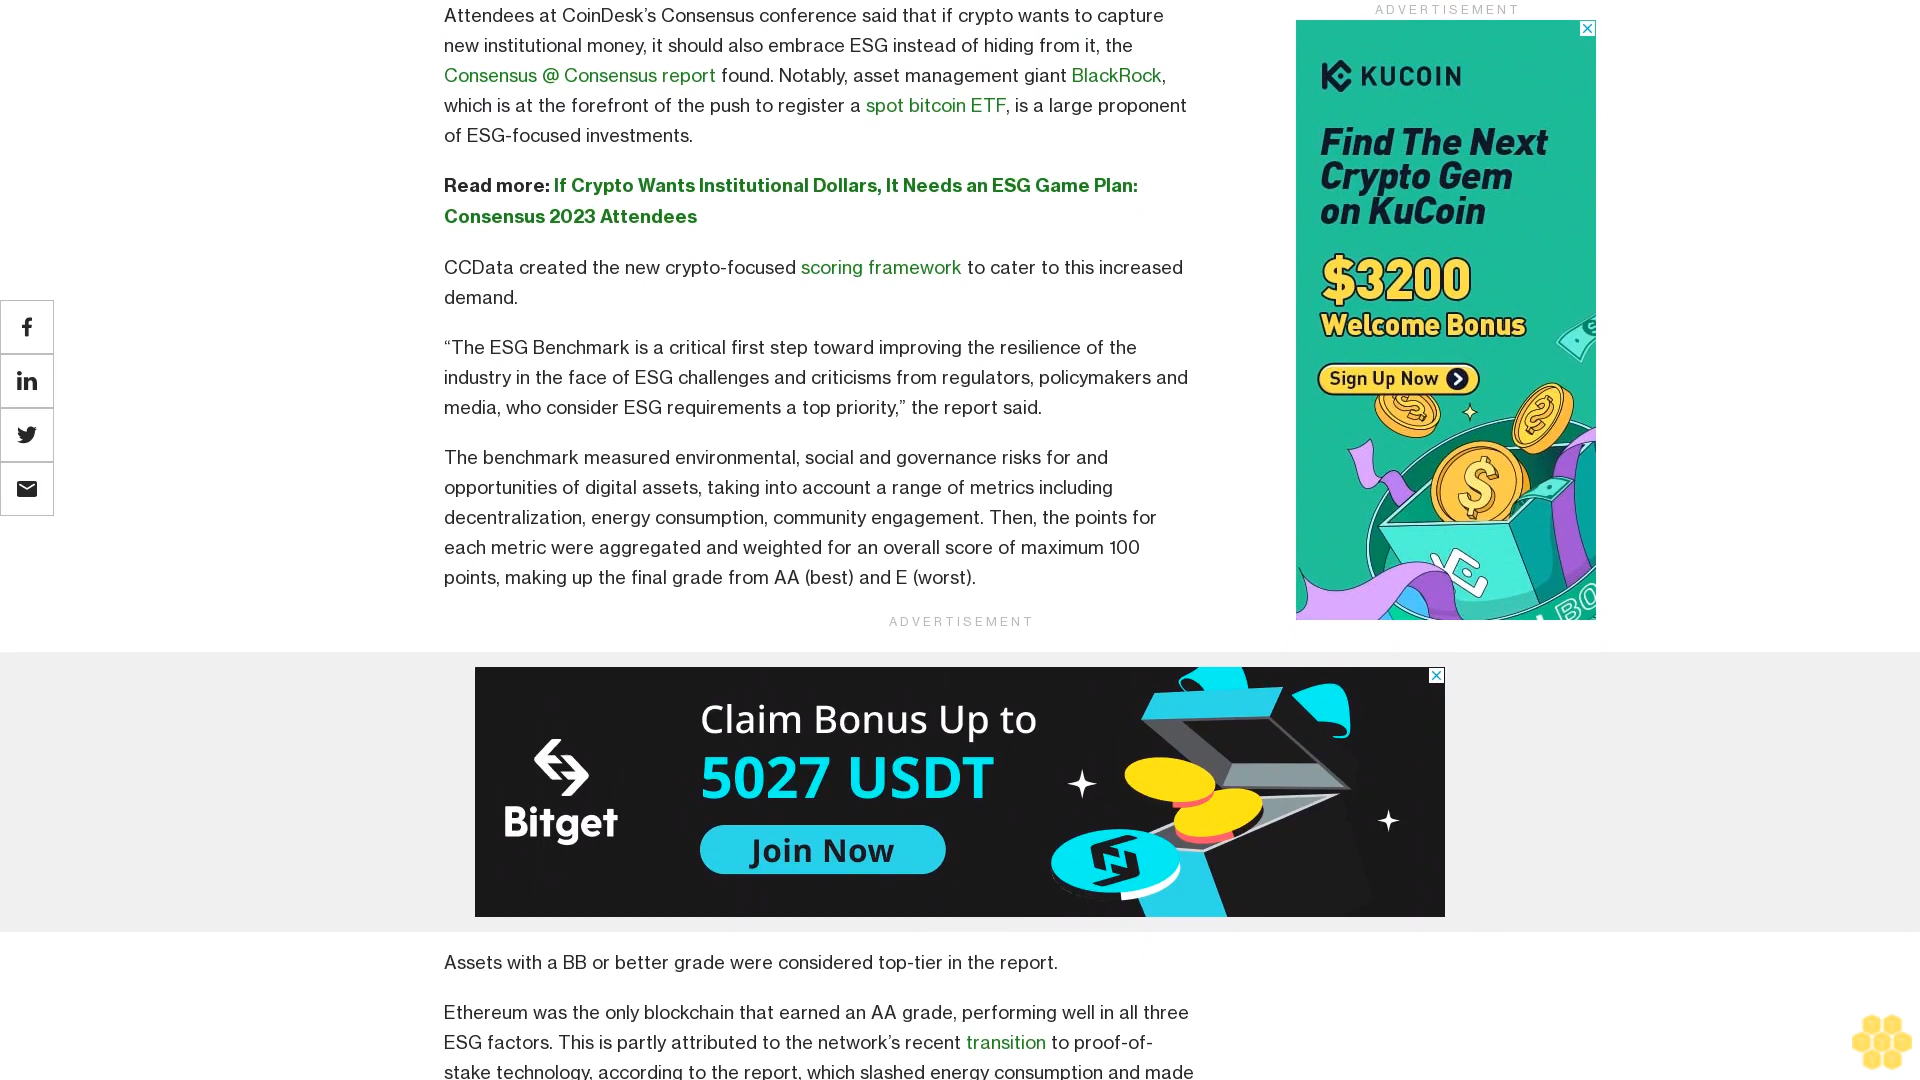 Attendees at CoinDesk’s Consensus conference said that if crypto wants to capture
new institutional money, it should also embrace ESG instead of hiding from it, the
Consensus @ Consensus report found. Notably, asset management giant BlackRock,
which is at the forefront of the push to register a spot bitcoin ETF, is a large proponent
of ESG-focused investments.
Read more: If Crypto Wants Institutional Dollars, It Needs an ESG Game Plan:
Consensus 2023 Attendees
CCData created the new crypto-focused scoring framework to cater to this increased
demand.
“The ESG Benchmark is a critical first step toward improving the resilience of the
industry in the face of ESG challenges and criticisms from regulators, policymakers and
media, who consider ESG requirements a top priority,” the report said.
The benchmark measured environmental, social and governance risks for and
opportunities of digital assets, taking into account a range of metrics including
decentralization, energy consumption, community engagement. Then, the points for
each metric were aggregated and weighted for an overall score of maximum 100
points, making up the final grade from AA (best) and E (worst).
ADVERTISEMENT
KUCOIN
Find The Next
Crypto Gem
on KuCoin
$3200
Welcome Bonus
Sign Up Now
ADVERTISEMENT
Bitget
Claim Bonus Up to
5027 USDT
Join Now
Assets with a BB or better grade were considered top-tier in the report.
Ethereum was the only blockchain that earned an AA grade, performing well in all three
ESG factors. This is partly attributed to the network’s recent transition to proof-of-
stake technology, according to the report, which slashed energy consumption and made